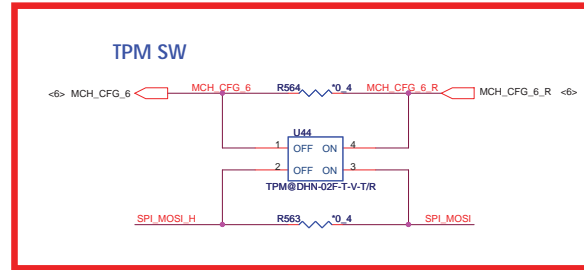 TPM SW
<6> MCH_CFG_6 MCH_CFG_6 R564 *0_4 MCH_CFG_6_R MCH_CFG_6_R <6>
U44
1 OFF ON 4
2 OFF ON 3
TPM@DHN-02F-T-V-T/R
SPI_MOSI_H R563 *0_4 SPI_MOSI